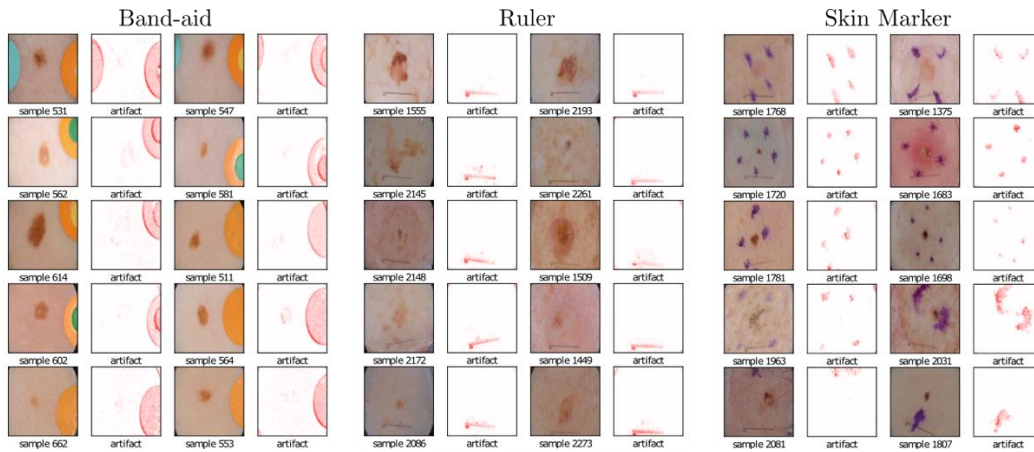 Band-aid Ruler Skin Marker
sample 531 artifact sample 547 artifact sample 1555 artifact sample 2193 artifact sample 1768 artifact sample 1375 artifact
sample 562 artifact sample 581 artifact sample 2145 artifact sample 2261 artifact sample 1720 artifact sample 1683 artifact
sample 614 artifact sample 511 artifact sample 2148 artifact sample 1509 artifact sample 1781 artifact sample 1698 artifact
sample 602 artifact sample 564 artifact sample 2172 artifact sample 1449 artifact sample 1963 artifact sample 2031 artifact
sample 662 artifact sample 553 artifact sample 2086 artifact sample 2273 artifact sample 2081 artifact sample 1807 artifact